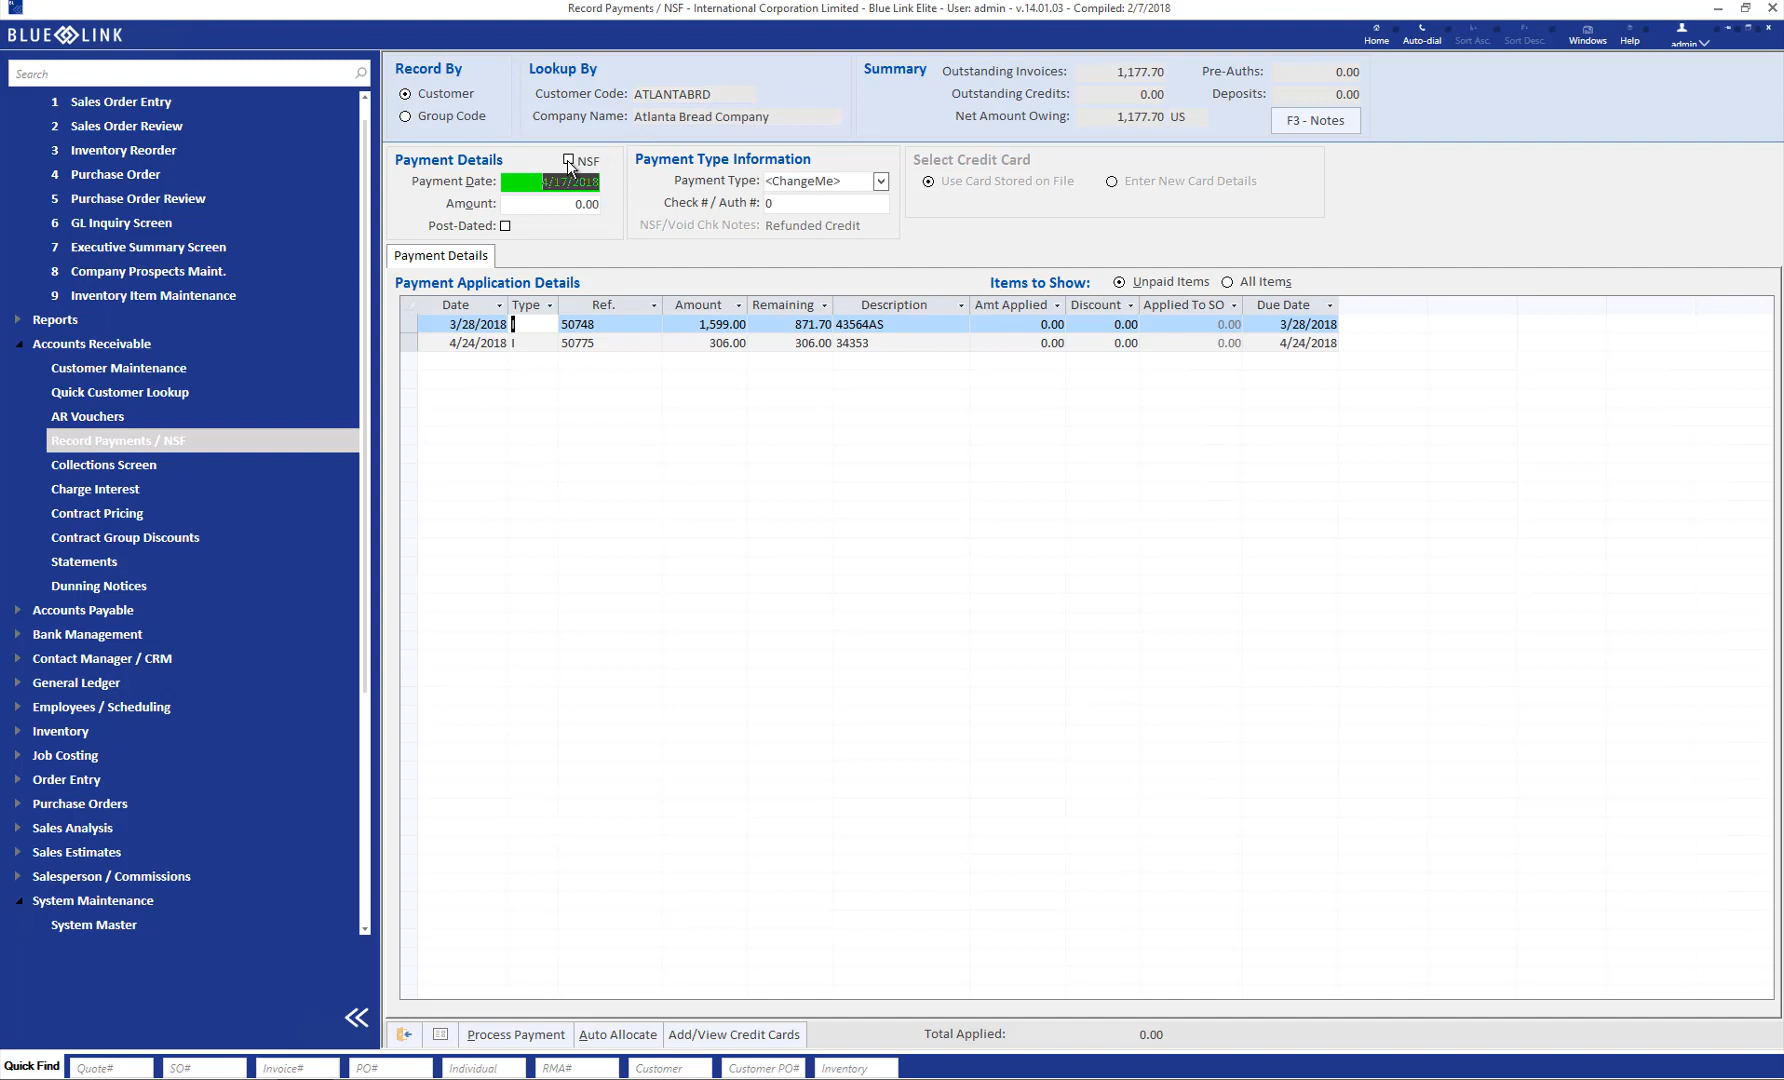 Record Payments / NSF - International Corporation Limited - Blue Link Elite - User: admin - v.14.01.03 - Compiled: 2/7/2018
BLUE LINK
Home Auto-dial Sort Asc. Sort Desc. Windows Help admin
Search
1 Sales Order Entry
2 Sales Order Review
3 Inventory Reorder
4 Purchase Order
5 Purchase Order Review
6 GL Inquiry Screen
7 Executive Summary Screen
8 Company Prospects Maint.
9 Inventory Item Maintenance
Reports
Accounts Receivable
Customer Maintenance
Quick Customer Lookup
AR Vouchers
Record Payments / NSF
Collections Screen
Charge Interest
Contract Pricing
Contract Group Discounts
Statements
Dunning Notices
Accounts Payable
Bank Management
Contact Manager / CRM
General Ledger
Employees / Scheduling
Inventory
Job Costing
Order Entry
Purchase Orders
Sales Analysis
Sales Estimates
Salesperson / Commissions
System Maintenance
System Master
Record By
Customer
Group Code
Lookup By
Customer Code: ATLANTABRD
Company Name: Atlanta Bread Company
Summary
Outstanding Invoices: 1,177.70
Outstanding Credits: 0.00
Net Amount Owing: 1,177.70 US
Pre-Auths: 0.00
Deposits: 0.00
F3 - Notes
Payment Details
NSF
Payment Date: 4/17/2018
Amount: 0.00
Post-Dated:
Payment Type Information
Payment Type: <ChangeMe>
Check # / Auth #: 0
NSF/Void Chk Notes: Refunded Credit
Select Credit Card
Use Card Stored on File Enter New Card Details
Payment Details
Payment Application Details
Items to Show: Unpaid Items All Items
Date Type Ref. Amount Remaining Description Amt Applied Discount Applied To SO Due Date
3/28/2018 I 50748 1,599.00 871.70 43564AS 0.00 0.00 0.00 3/28/2018
4/24/2018 I 50775 306.00 306.00 34353 0.00 0.00 0.00 4/24/2018
Process Payment Auto Allocate Add/View Credit Cards Total Applied: 0.00
Quick Find Quote# SO# Invoice# PO# Individual RMA# Customer Customer PO# Inventory